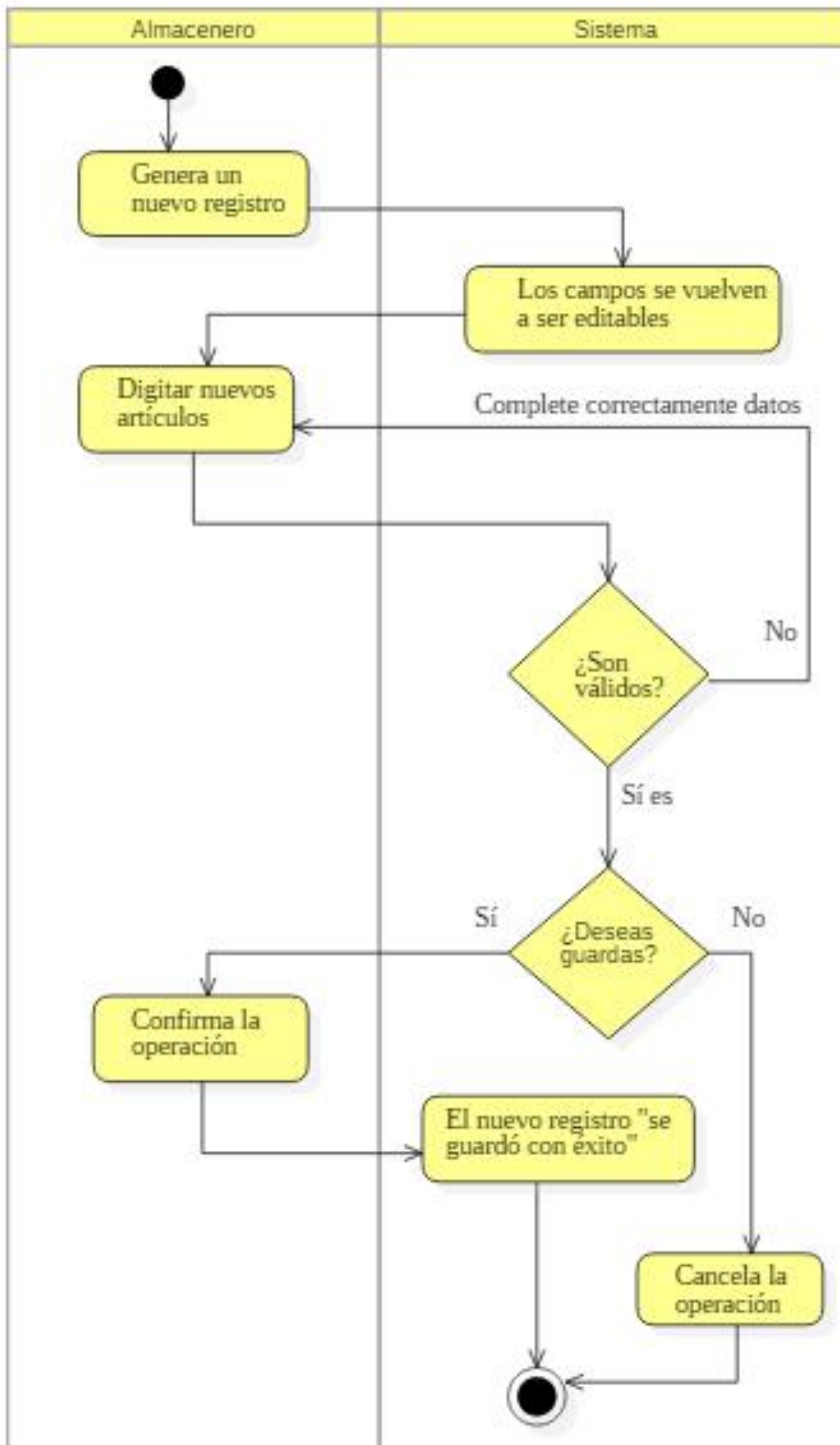 Almacenero
Sistema
Genera un
nuevo registro
Los campos se vuelven
a ser editables
Digitar nuevos
artículos
Complete correctamente datos
No
¿Son
válidos?
Sí es
Sí
¿Deseas
guardas?
No
Confirma la
operación
El nuevo registro "se
guardó con éxito"
Cancela la
operación